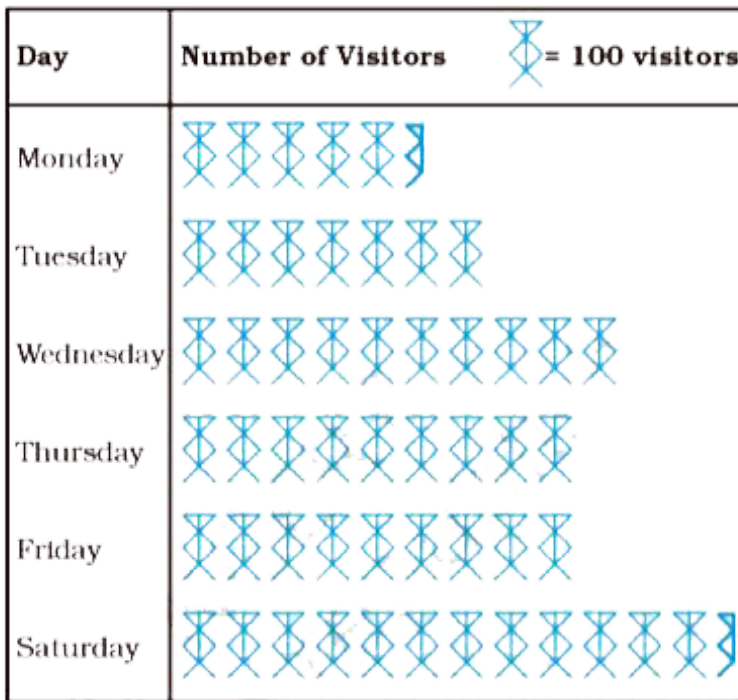 Day Number of Visitors = 100 visitors
Monday
Tuesday
Wednesday
Thursday
Friday
Saturday